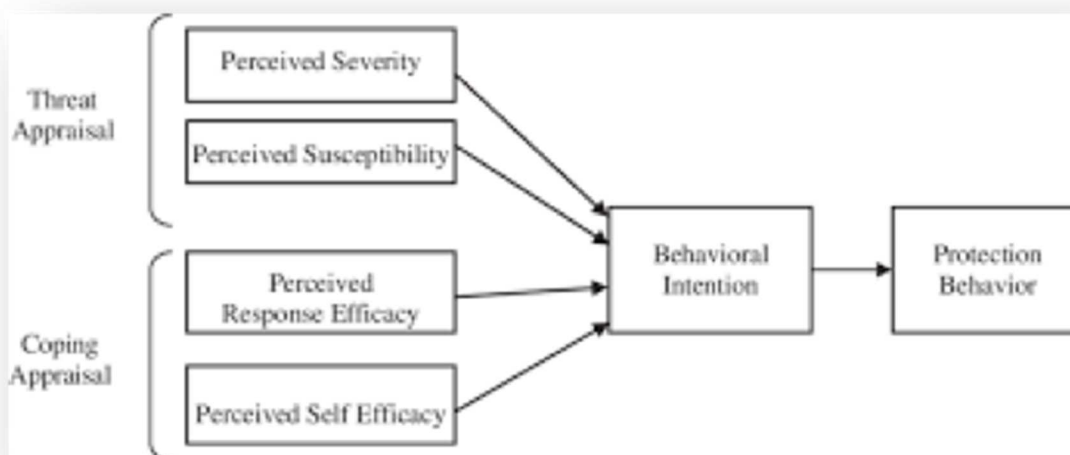 Threat
Appraisal
Perceived Severity
Perceived Susceptibility
Coping
Appraisal
Perceived
Response Efficacy
Perceived Self Efficacy
Behavioral
Intention
Protection
Behavior